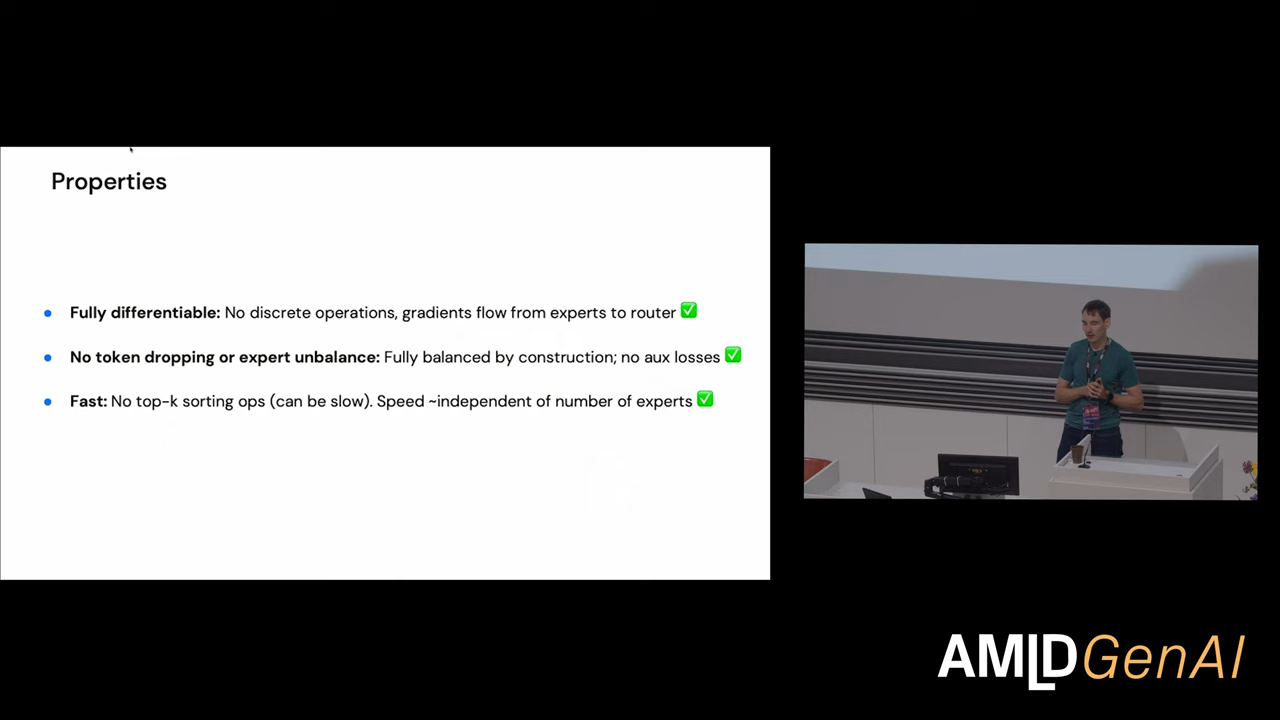 Properties
Fully differentiable: No discrete operations, gradients flow from experts to router ✅
No token dropping or expert unbalance: Fully balanced by construction; no aux losses ✅
Fast: No top-k sorting ops (can be slow). Speed ~independent of number of experts ✅
AMLD GenAI